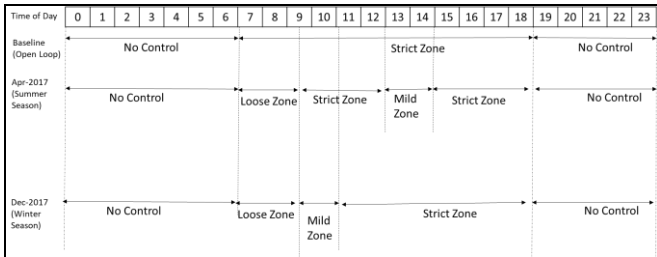 Time of Day 0 1 2 3 4 5 6 7 8 9 10 11 12 13 14 15 16 17 18 19 20 21 22 23
Baseline
(Open Loop)
No Control Strict Zone No Control
Apr-2017
(Summer
Season)
No Control Loose Zone Strict Zone Mild
Zone Strict Zone No Control
Dec-2017
(Winter
Season)
No Control Loose Zone Mild
Zone Strict Zone No Control